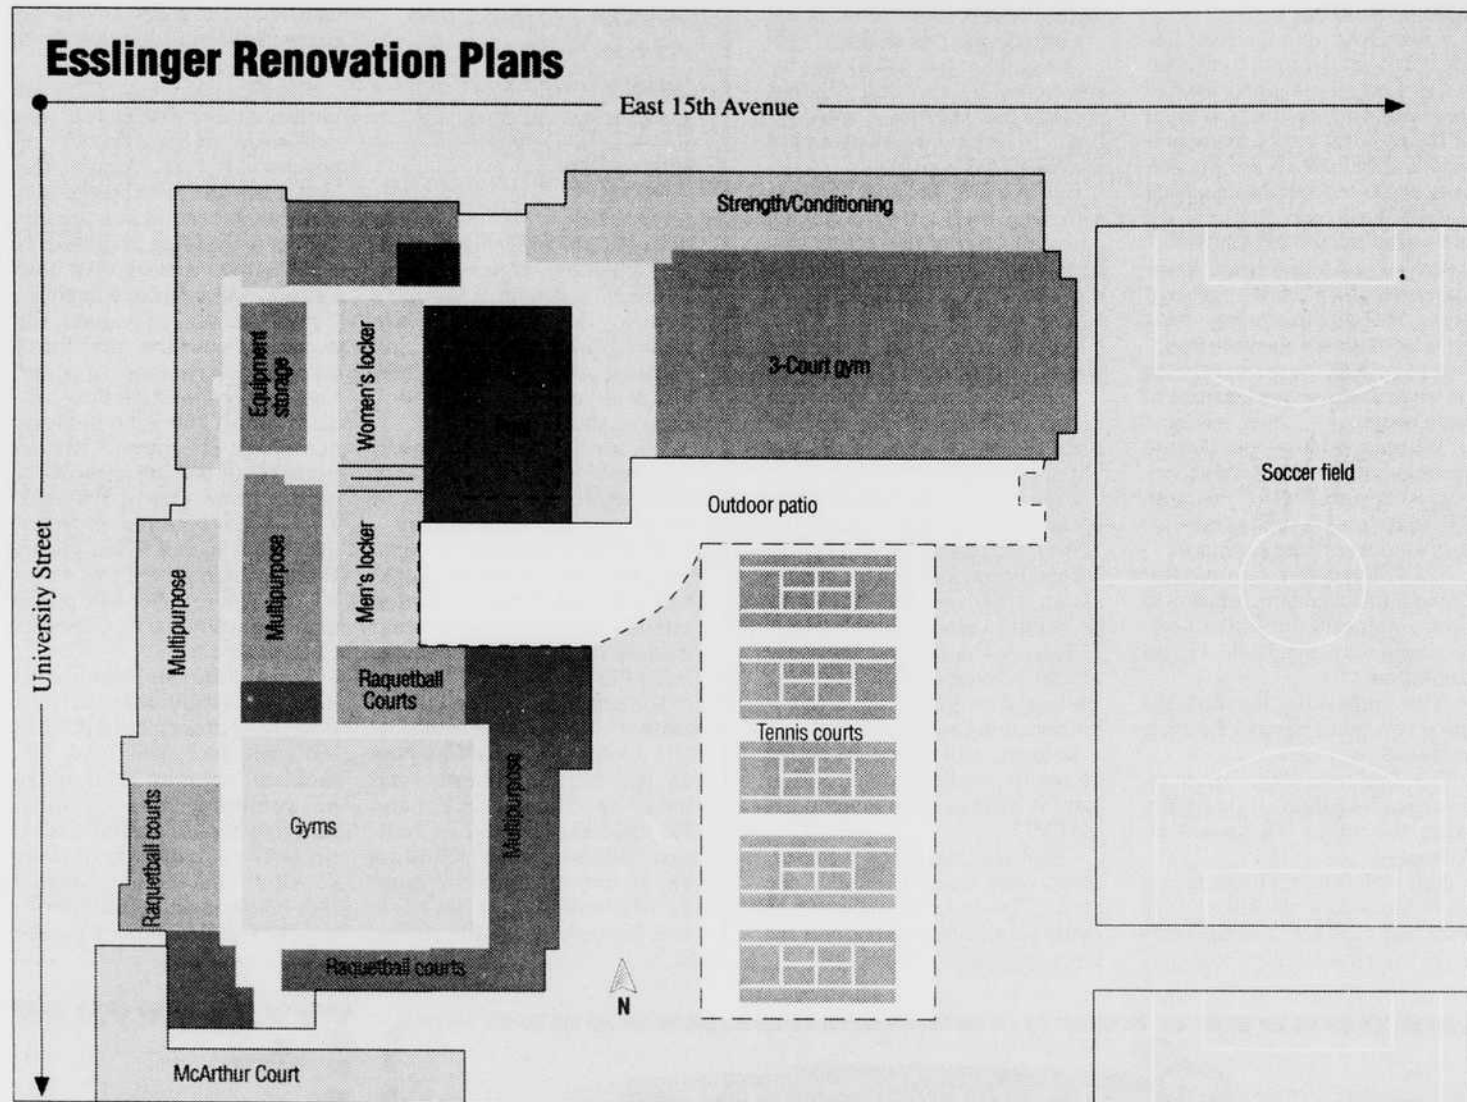 Esslinger Renovation Plans
East 15th Avenue
University Street
Strength/Conditioning
Equipment
storage
Women's locker
Pool
3-Court gym
Soccer field
Outdoor patio
Multipurpose
Multipurpose
Men's locker
Raquetball
Courts
Tennis courts
Raquetball courts
Gyms
Multipurpose
Raquetball courts
N
McArthur Court